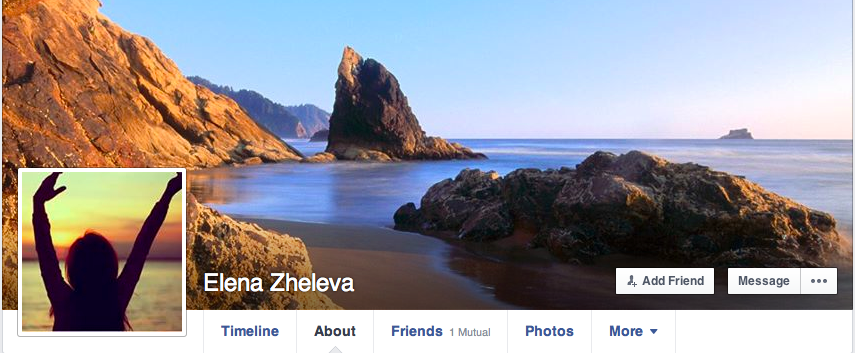 Elena Zheleva
Add Friend Message
Timeline About Friends 1 Mutual Photos More